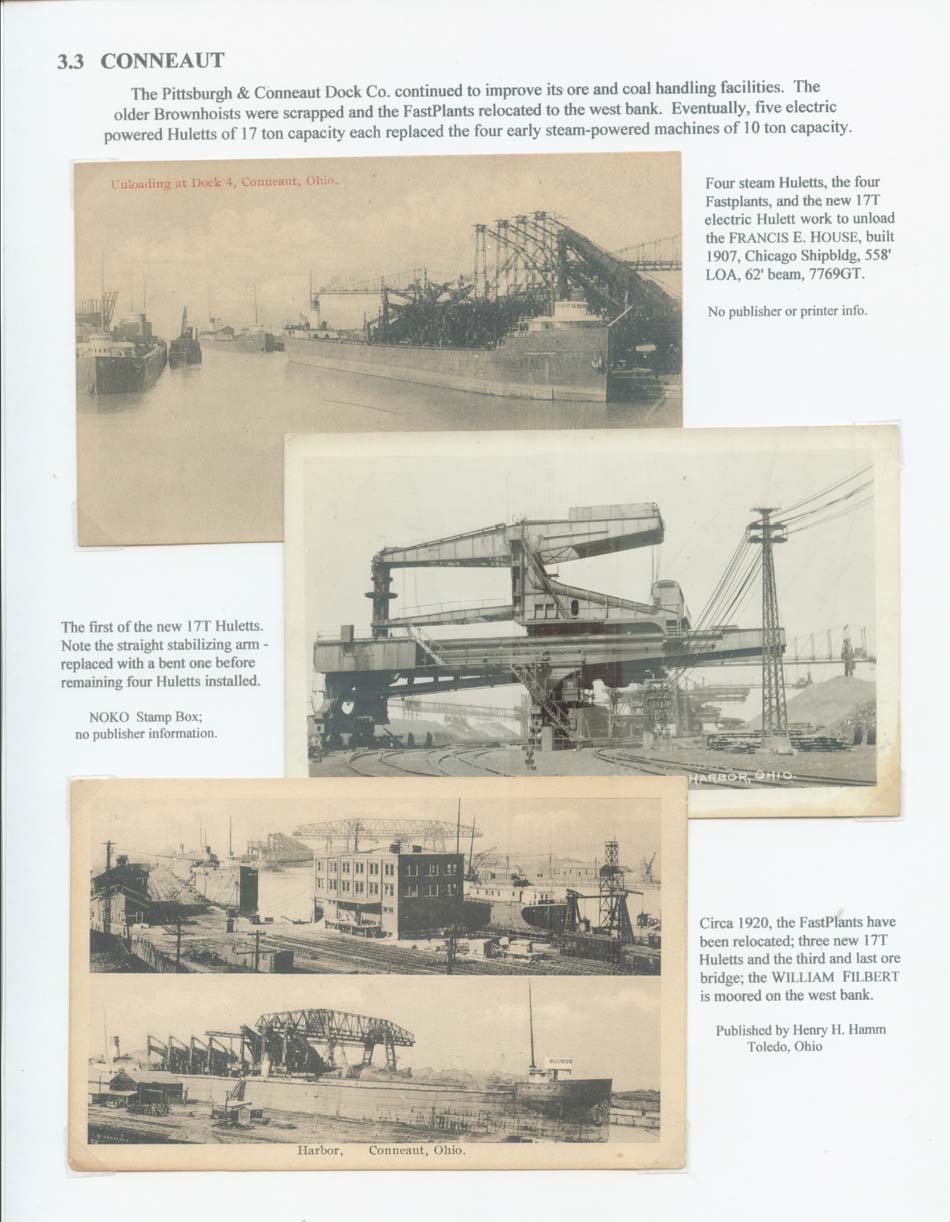 3.3 CONNEAUT
The Pittsburgh & Conneaut Dock Co. continued to improve its ore and coal handling facilities. The
older Brownhoists were scrapped and the FastPlants relocated to the west bank. Eventually, five electric
powered Huletts of 17 ton capacity each replaced the four early steam-powered machines of 10 ton capacity.
Unloading at Dock 4, Conneaut, Ohio.
Four steam Huletts, the four
Fastplants, and the new 17T
electric Hulett work to unload
the FRANCIS E. HOUSE, built
1907, Chicago Shipbldg, 558'
LOA, 62' beam, 7769GT.
No publisher or printer info.
The first of the new 17T Huletts.
Note the straight stabilizing arm -
replaced with a bent one before
remaining four Huletts installed.
NOKO Stamp Box;
no publisher information.
HARBOR, OHIO.
Circa 1920, the FastPlants have
been relocated; three new 17T
Huletts and the third and last ore
bridge; the WILLIAM FILBERT
is moored on the west bank.
Published by Henry H. Hamm
Toledo, Ohio
Harbor, Conneaut, Ohio.